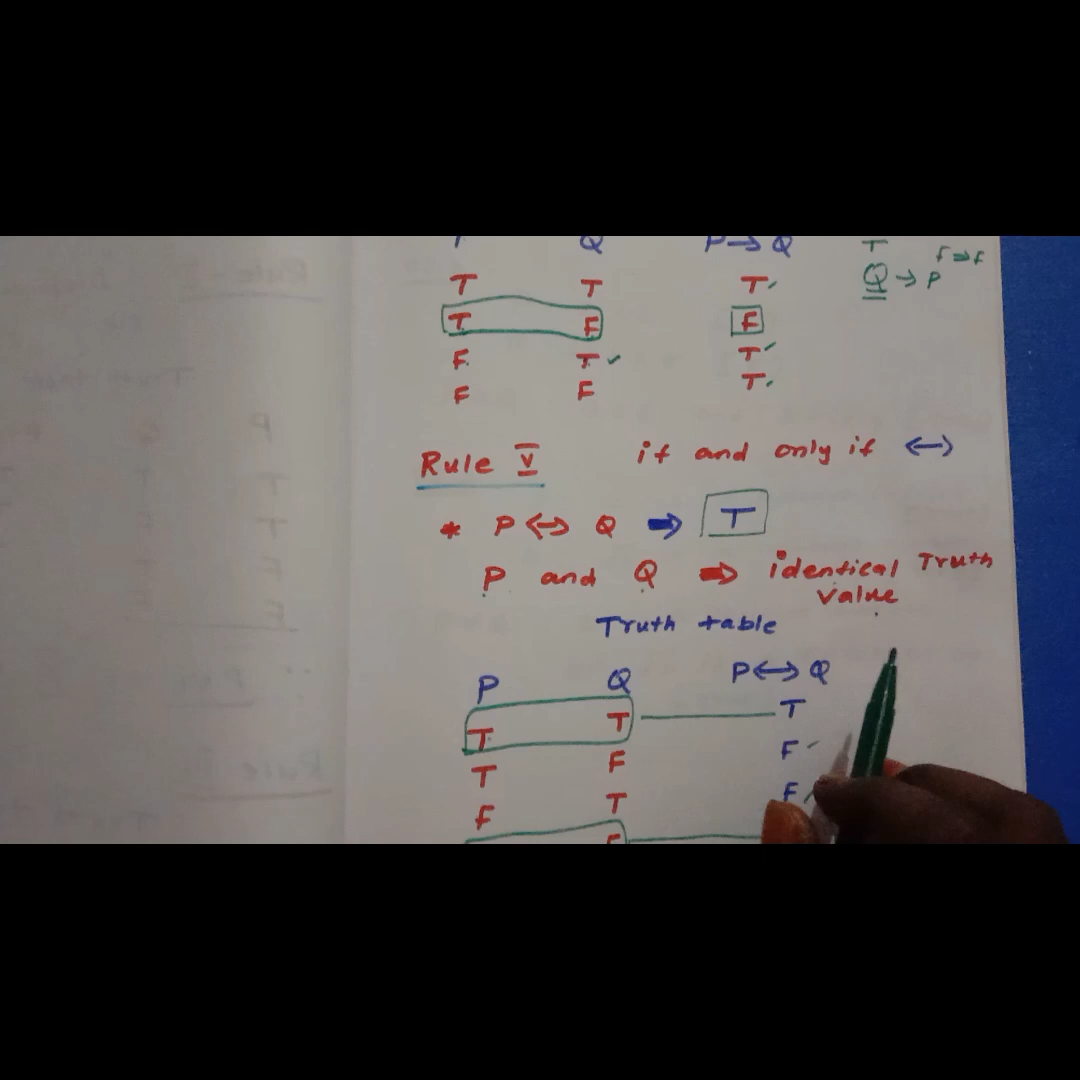 P Q P → Q T
Q → P F ⇒ F
T T T
T F F
F T T
F F T
Rule V if and only if ↔
* P ⇔ Q ➡ T
P and Q ➡ identical Truth
value
Truth table
P Q P ↔ Q
T T T
T F F
F T F
F